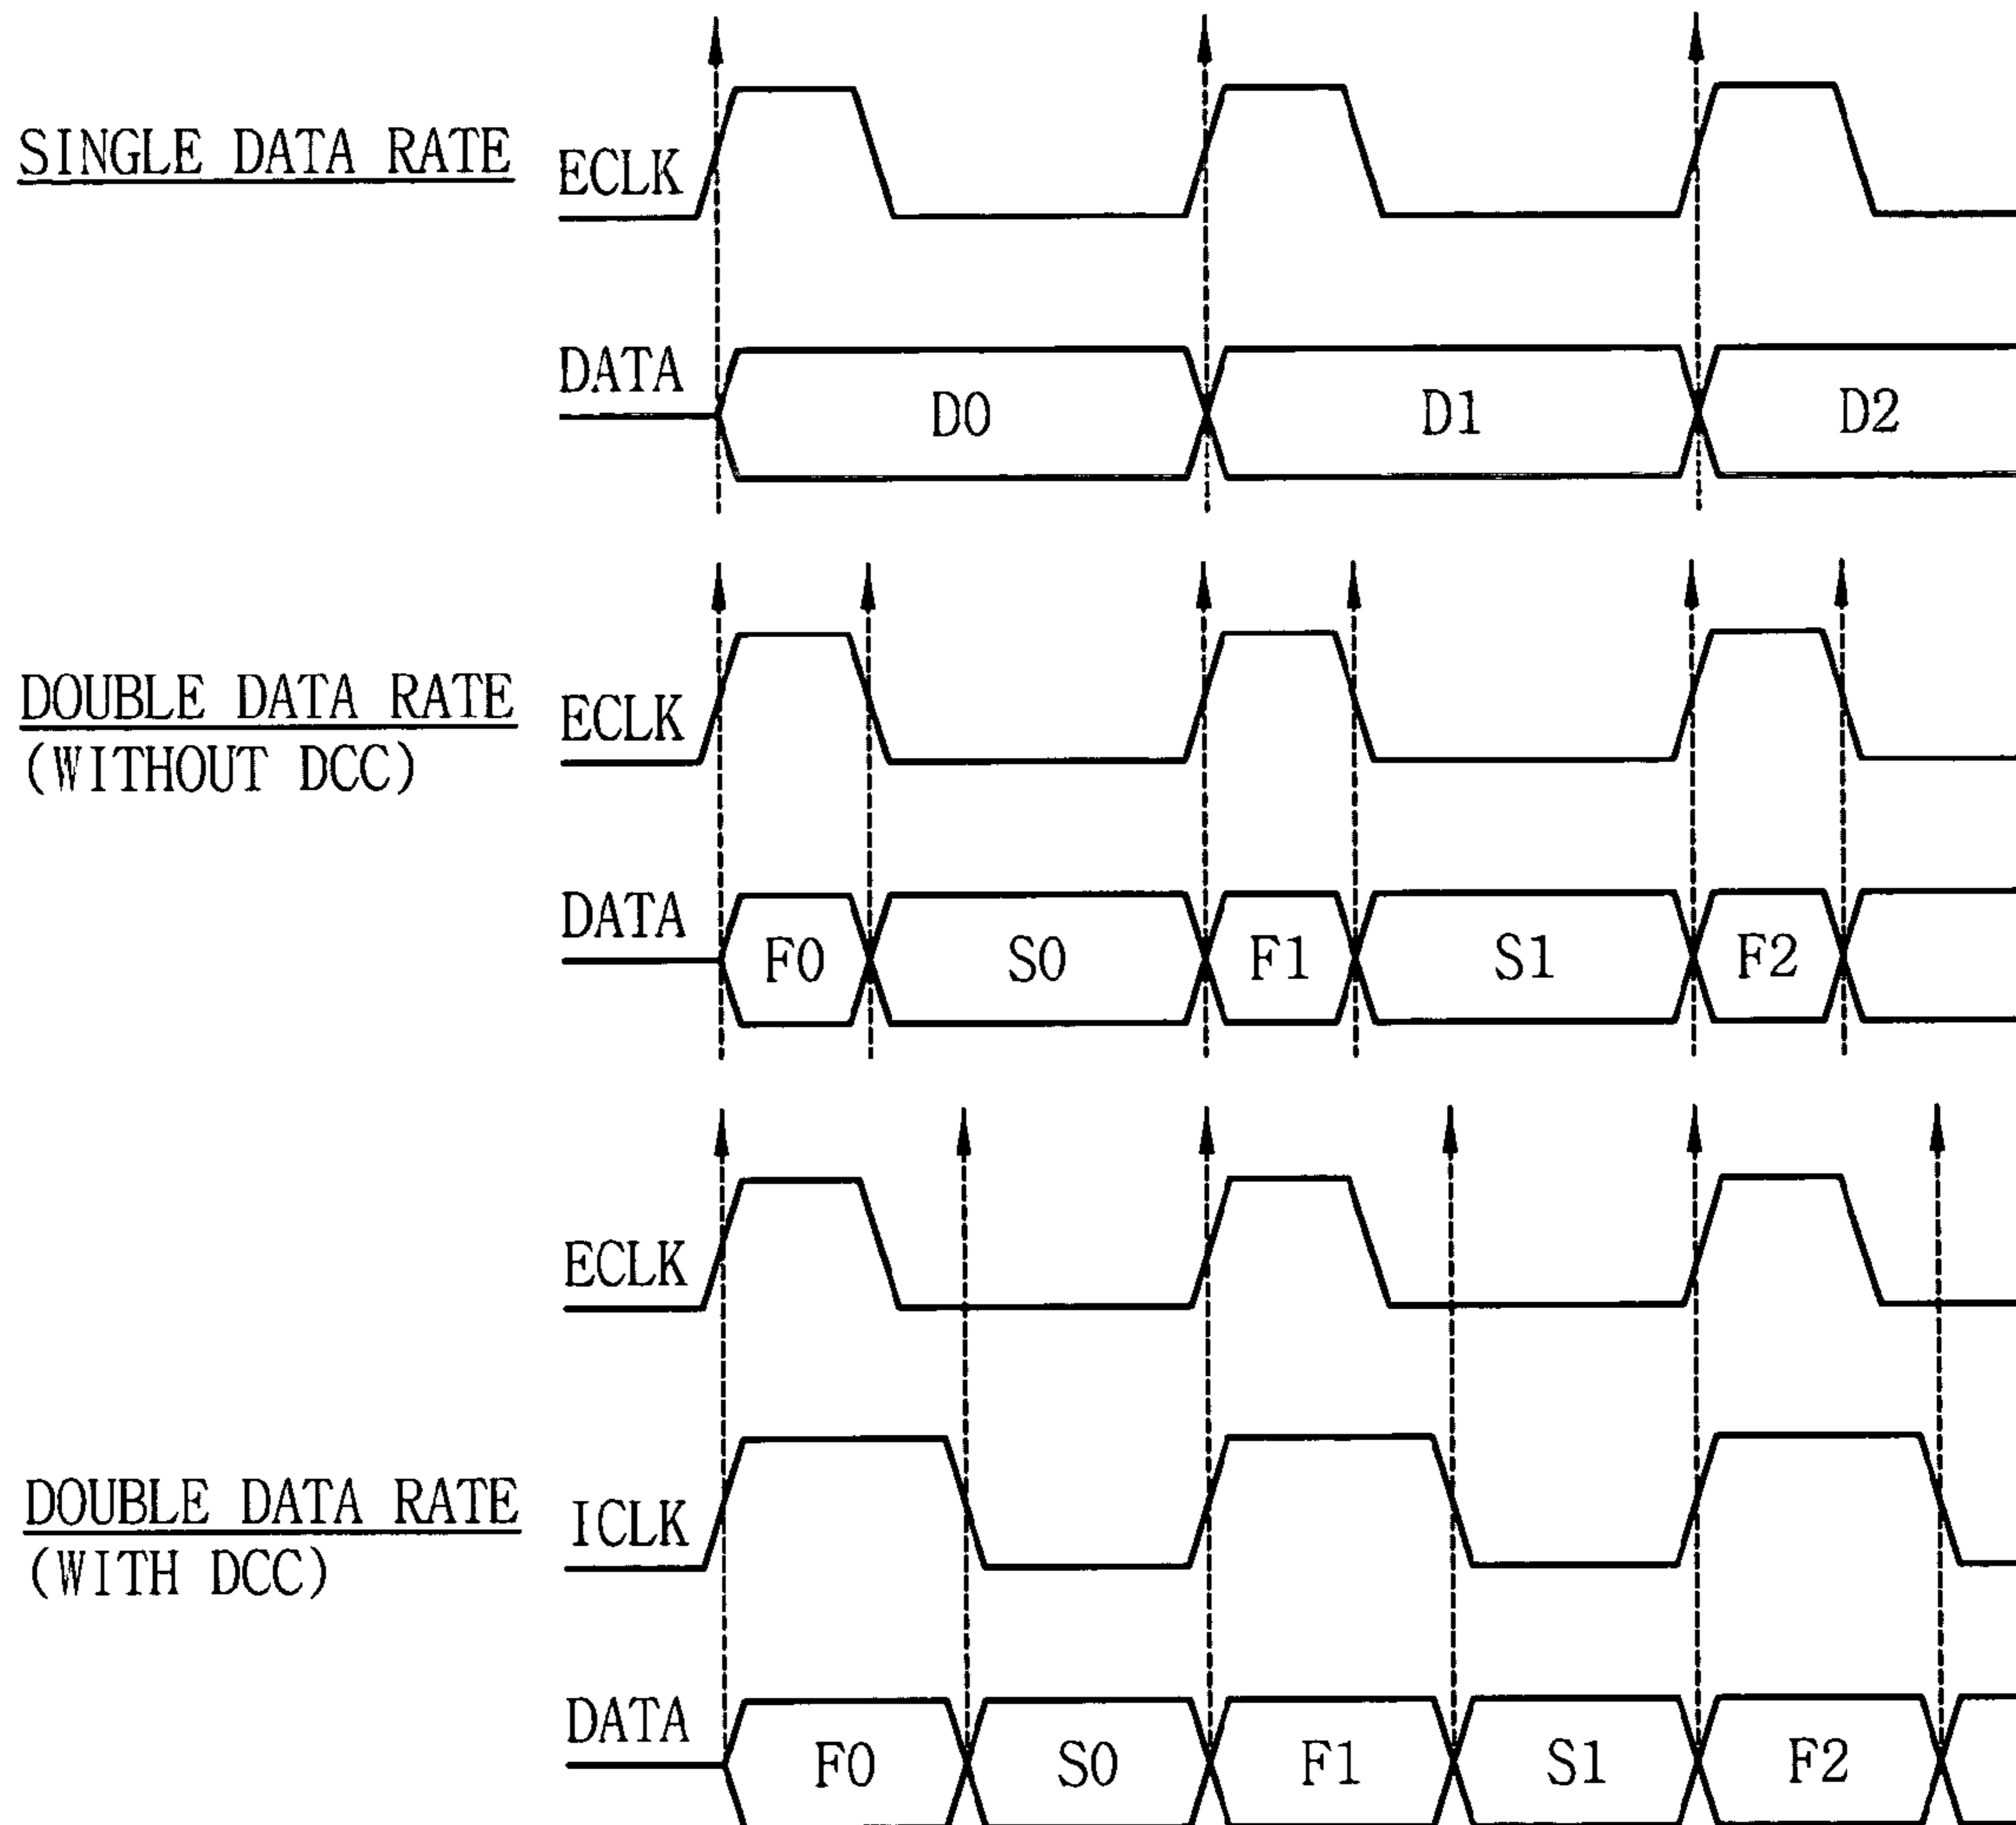 SINGLE DATA RATE
ECLK
DATA
D0 D1 D2
DOUBLE DATA RATE
(WITHOUT DCC)
ECLK
DATA
F0 S0 F1 S1 F2
ECLK
DOUBLE DATA RATE
(WITH DCC)
ICLK
DATA
F0 S0 F1 S1 F2